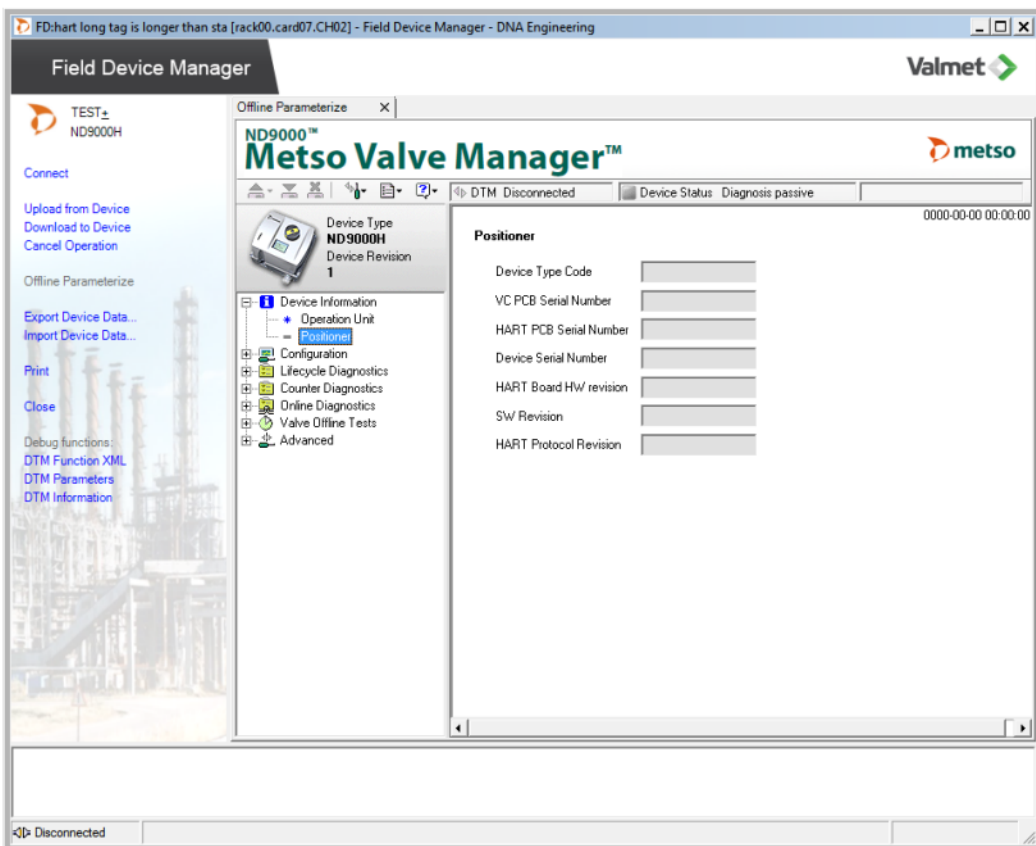 FD:hart long tag is longer than sta [rack00.card07.CH02] - Field Device Manager - DNA Engineering
Field Device Manager
Valmet
TEST+
ND9000H
Connect
Upload from Device
Download to Device
Cancel Operation
Offline Parameterize
Export Device Data...
Import Device Data...
Print
Close
Debug functions:
DTM Function XML
DTM Parameters
DTM Information
Offline Parameterize X
ND9000™
Metso Valve Manager™
metso
DTM Disconnected
Device Status Diagnosis passive
Device Type
ND9000H
Device Revision
1
Device Information
Operation Unit
Positioner
Configuration
Lifecycle Diagnostics
Counter Diagnostics
Online Diagnostics
Valve Offline Tests
Advanced
0000-00-00 00:00:00
Positioner
Device Type Code
VC PCB Serial Number
HART PCB Serial Number
Device Serial Number
HART Board HW revision
SW Revision
HART Protocol Revision
Disconnected